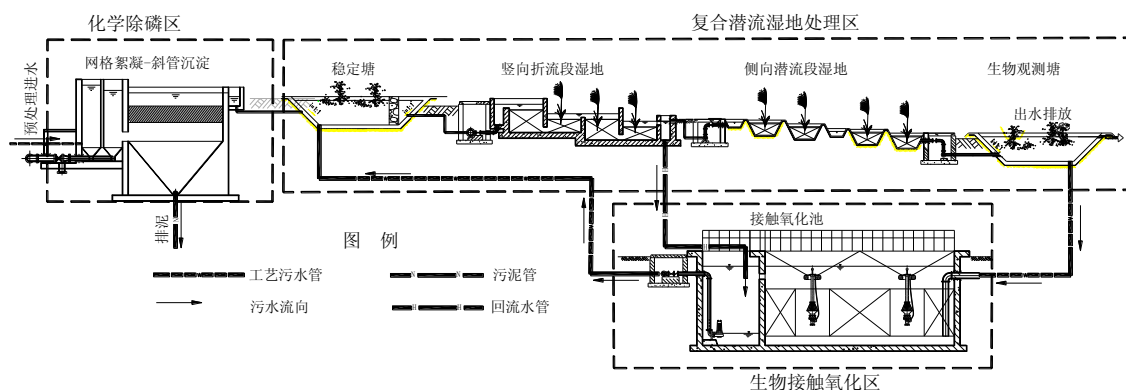 化学除磷区
复合潜流湿地处理区
网格絮凝-斜管沉淀
稳定塘
竖向折流段湿地
侧向潜流段湿地
生物观测塘
预处理进水
出水排放
排泥
接触氧化池
图 例
工艺污水管
污泥管
污水流向
回流水管
生物接触氧化区